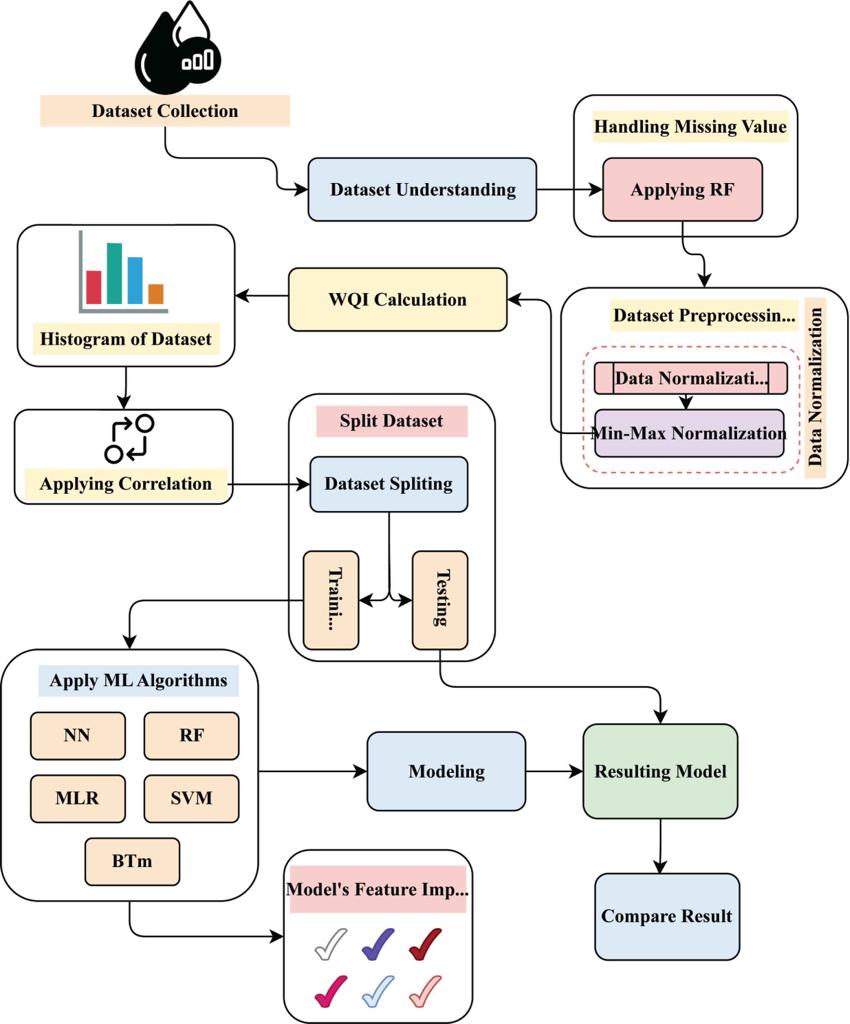 Dataset Collection
Handling Missing Value
Dataset Understanding
Applying RF
WQI Calculation
Histogram of Dataset
Dataset Preprocessin...
Data Normalizati...
Min-Max Normalization
Data Normalization
Applying Correlation
Split Dataset
Dataset Spliting
Traini...
Testing
Apply ML Algorithms
NN
RF
MLR
SVM
BTm
Modeling
Resulting Model
Model's Feature Imp...
Compare Result